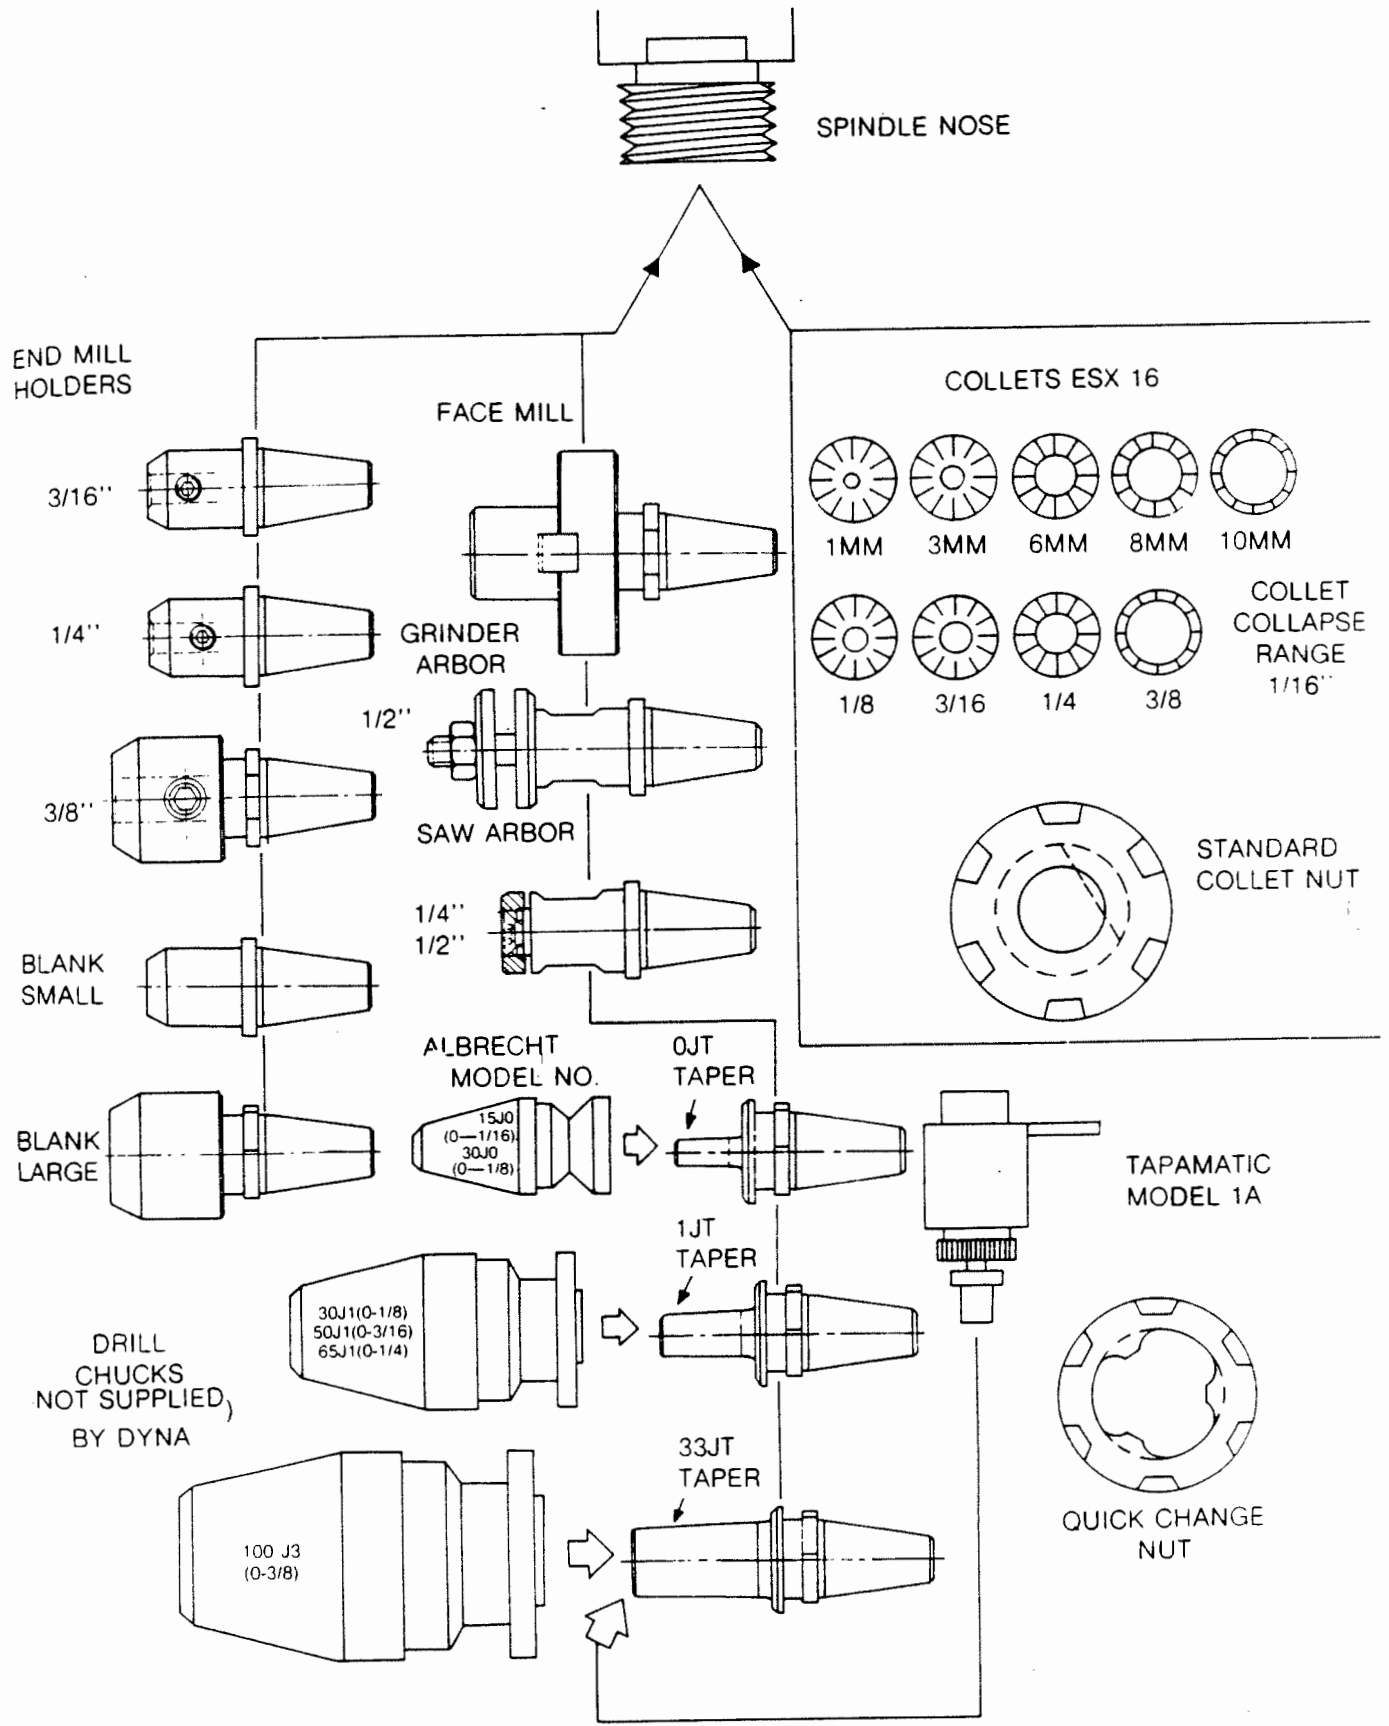 SPINDLE NOSE
END MILL
HOLDERS
3/16''
1/4''
3/8''
BLANK
SMALL
BLANK
LARGE
FACE MILL
GRINDER
ARBOR
1/2''
SAW ARBOR
1/4''
1/2''
COLLETS ESX 16
1MM 3MM 6MM 8MM 10MM
1/8 3/16 1/4 3/8
COLLET
COLLAPSE
RANGE
1/16''
STANDARD
COLLET NUT
ALBRECHT
MODEL NO.
15J0
(0—1/16)
30J0
(0—1/8)
0JT
TAPER
TAPAMATIC
MODEL 1A
1JT
TAPER
30J1(0-1/8)
50J1(0-3/16)
65J1(0-1/4)
DRILL
CHUCKS
NOT SUPPLIED,
BY DYNA
33JT
TAPER
100 J3
(0-3/8)
QUICK CHANGE
NUT